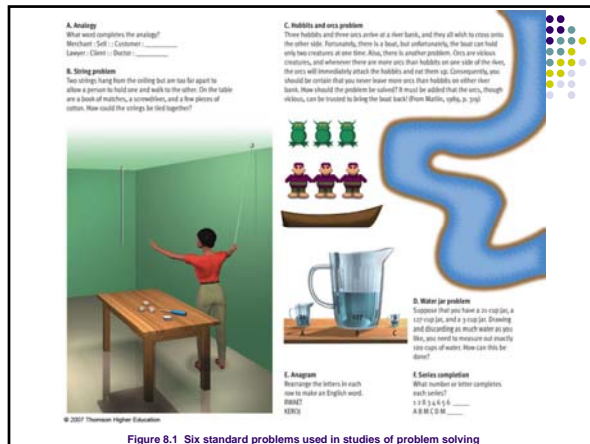 A. Analogy
What word completes the analogy?
Merchant : Sell : : Customer : __________
Lawyer : Client : : Doctor : __________
B. String problem
Two strings hang from the ceiling but are too far apart to
allow a person to hold one and walk to the other. On the table
are a book of matches, a screwdriver, and a few pieces of
cotton. How could the strings be tied together?
C. Hobbits and orcs problem
Three hobbits and three orcs arrive at a river bank, and they all wish to cross onto
the other side. Fortunately, there is a boat, but unfortunately, the boat can hold
only two creatures at one time. Also, there is another problem. Orcs are vicious
creatures, and whenever there are more orcs than hobbits on one side of the river,
the orcs will immediately attack the hobbits and eat them up. Consequently, you
should be certain that you never leave more orcs than hobbits on either river
bank. How should the problem be solved? It must be added that the orcs, though
vicious, can be trusted to bring the boat back! (From Matlin, 1989, p. 319)
D. Water jar problem
Suppose that you have a 21-cup jar, a
127-cup jar, and a 3-cup jar. Drawing
and discarding as much water as you
like, you need to measure out exactly
100 cups of water. How can this be
done?
E. Anagram
Rearrange the letters in each
row to make an English word.
RWAET
KEROJ
F. Series completion
What number or letter completes
each series?
1 2 8 3 4 6 5 6 _____
A B M C D M _____
© 2007 Thomson Higher Education
Figure 8.1 Six standard problems used in studies of problem solving